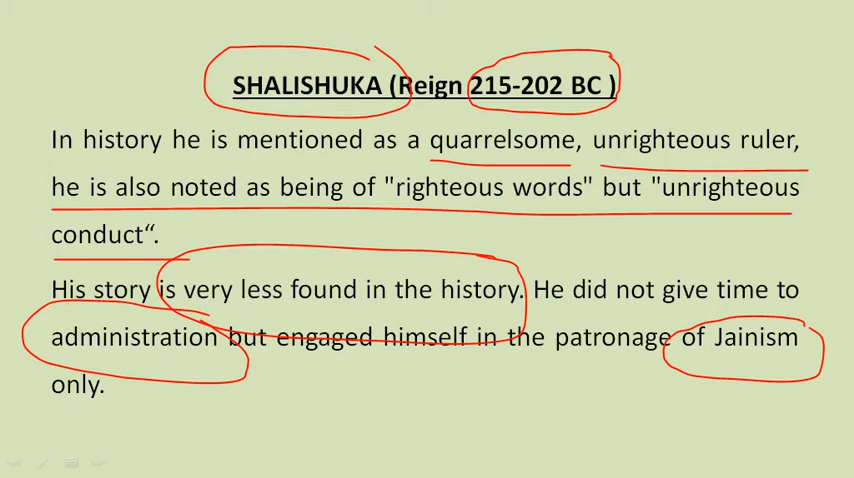 SHALISHUKA (Reign 215-202 BC )
In history he is mentioned as a quarrelsome, unrighteous ruler,
he is also noted as being of "righteous words" but "unrighteous
conduct“.
His story is very less found in the history. He did not give time to
administration but engaged himself in the patronage of Jainism
only.